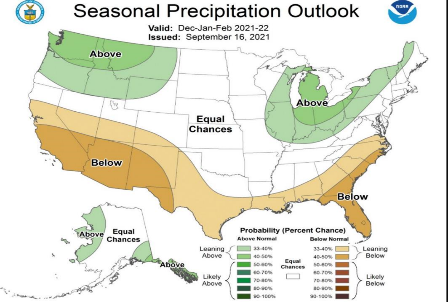 Seasonal Precipitation Outlook
Valid: Dec-Jan-Feb 2021-22
Issued: September 16, 2021
NOAA
Above
Equal
Chances
Above
Below
Below
Above
Equal
Chances
Above
Probability (Percent Chance)
Above Normal
Below Normal
Leaning
Above
33-40%
40-50%
50-60%
60-70%
70-80%
80-90%
90-100%
Likely
Above
Equal
Chances
33-40%
40-50%
50-60%
60-70%
70-80%
80-90%
90-100%
Leaning
Below
Likely
Below